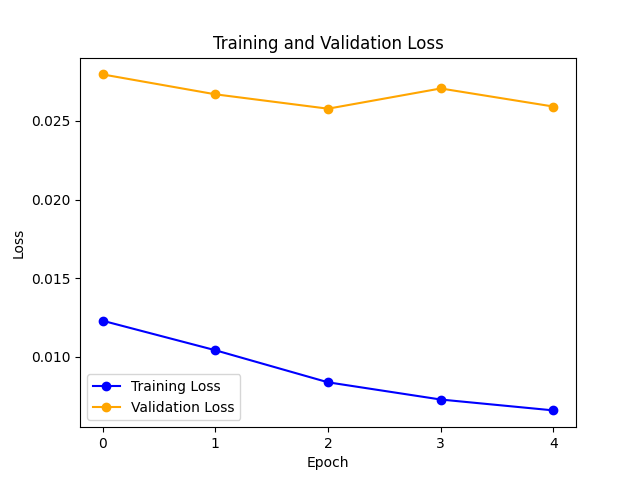 Training and Validation Loss
Loss
0.025
0.020
0.015
0.010
Training Loss
Validation Loss
0 1 2 3 4
Epoch